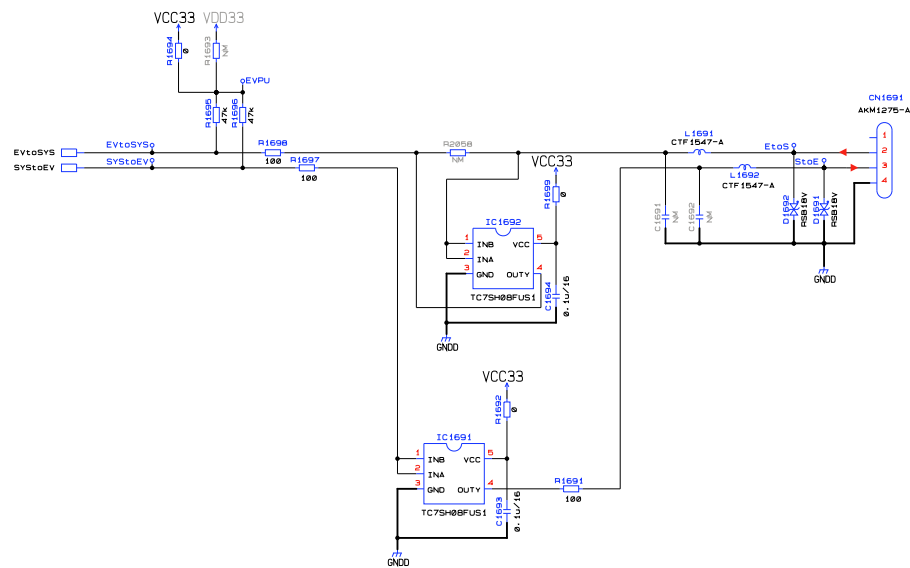 VCC33
VDD33
R1694
0
R1693
NM
EVPU
R1695
47k
R1696
47k
EVtoSYS
EVtoSYS
R1698
100
SYStoEV
SYStoEV
R1697
100
R2058
NM
VCC33
R1699
0
IC1692
1
INB
VCC
5
2
INA
3
GND
OUTY
4
TC7SH08FUS1
C1694
0.1u/16
GNDD
CN1691
AKM1275-A
1
2
3
4
L1691
CTF1547-A
EtoS
StoE
L1692
CTF1547-A
C1691
NM
C1692
NM
D1692
RSB18V
D1691
RSB18V
GNDD
VCC33
R1692
0
IC1691
1
INB
VCC
5
2
INA
3
GND
OUTY
4
TC7SH08FUS1
C1693
0.1u/16
R1691
100
GNDD